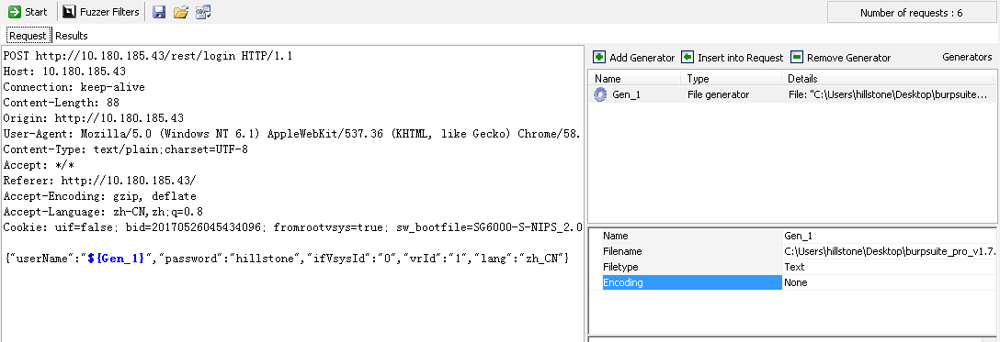 Start Fuzzer Filters Number of requests : 6
Request Results
POST http://10.180.185.43/rest/login HTTP/1.1
Host: 10.180.185.43
Connection: keep-alive
Content-Length: 88
Origin: http://10.180.185.43
User-Agent: Mozilla/5.0 (Windows NT 6.1) AppleWebKit/537.36 (KHTML, like Gecko) Chrome/58.
Content-Type: text/plain;charset=UTF-8
Accept: */*
Referer: http://10.180.185.43/
Accept-Encoding: gzip, deflate
Accept-Language: zh-CN,zh;q=0.8
Cookie: uif=false; bid=20170526045434096; fromrootvsys=true; sw_bootfile=SG6000-S-NIPS_2.0
{"userName":"${Gen_1}","password":"hillstone","ifVsysId":"0","vrId":"1","lang":"zh_CN"}
Add Generator Insert into Request Remove Generator Generators
Name Type Details
Gen_1 File generator File: "C:\Users\hillstone\Desktop\burpsuite...
Name Gen_1
Filename C:\Users\hillstone\Desktop\burpsuite_pro_v1.7.
Filetype Text
Encoding None